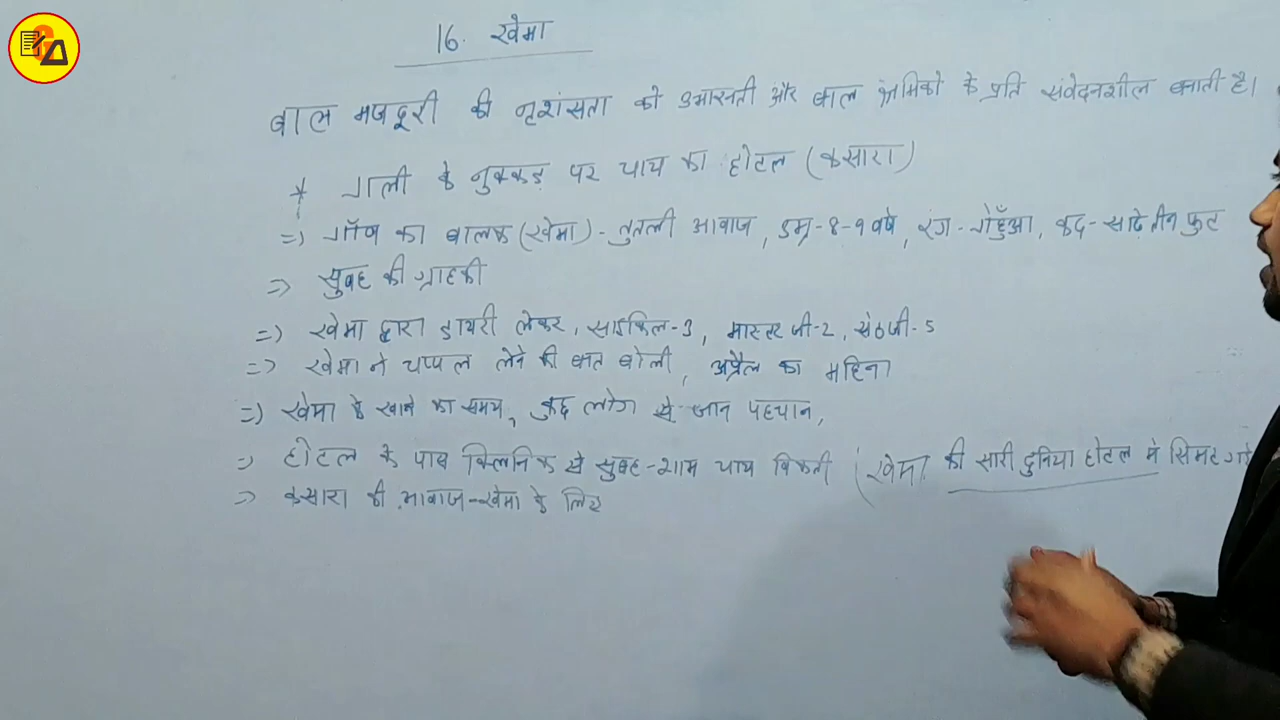 16. खेमा
बाल मजदूरी की नृशंसता को उभारती और बाल श्रमिको के प्रति संवेदनशील बनाती है।
* गली के नुक्कड़ पर चाय का होटल (कसारा)
=> गाँव का बालक (खेमा) - तुतली आवाज, उम्र - 8-9 वर्ष, रंग - गेहुँआ, कद - साढे तीन फुट
=> सुबह की ग्राहकी
=> खेमा द्वारा डायरी लेकर, साइकिल-3, मास्टर जी-2, सेठजी-5
=> खेमा ने चप्पल लेने की बात बोली, अप्रैल का महिना
=> खेमा के खाने का समय, कुछ लोग से जान पहचान,
=> होटल के पास क्लिनिक से सुबह-शाम चाय बिकती (खेमा की सारी दुनिया होटल मे सिमट
=> कसारा की आवाज - खेमा के लिए